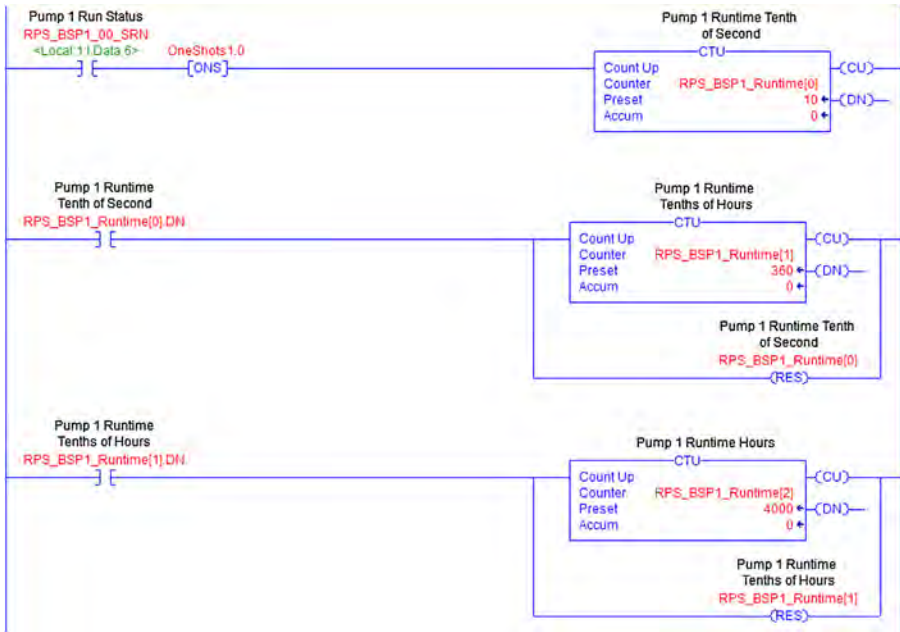 Pump 1 Run Status
RPS_BSP1_00_SRN
<Local:1:I.Data.6>
OneShots1.0
ONS
Pump 1 Runtime Tenth
of Second
CTU
Count Up
Counter RPS_BSP1_Runtime[0]
Preset 10
Accum 0
CU
DN
Pump 1 Runtime
Tenth of Second
RPS_BSP1_Runtime[0].DN
Pump 1 Runtime
Tenths of Hours
CTU
Count Up
Counter RPS_BSP1_Runtime[1]
Preset 360
Accum 0
CU
DN
Pump 1 Runtime Tenth
of Second
RPS_BSP1_Runtime[0]
RES
Pump 1 Runtime
Tenths of Hours
RPS_BSP1_Runtime[1].DN
Pump 1 Runtime Hours
CTU
Count Up
Counter RPS_BSP1_Runtime[2]
Preset 4000
Accum 0
CU
DN
Pump 1 Runtime
Tenths of Hours
RPS_BSP1_Runtime[1]
RES